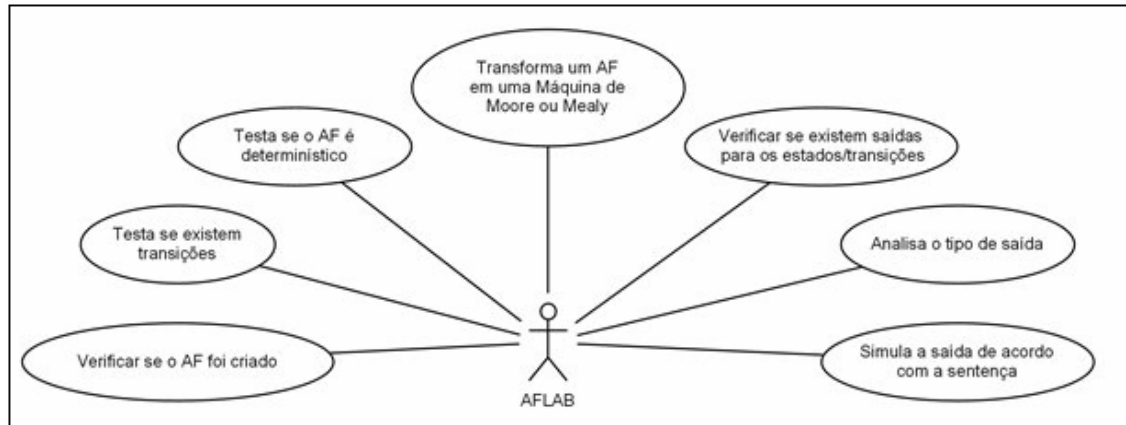 Transforma um AF
em uma Máquina de
Moore ou Mealy
Testa se o AF é
determinístico
Verificar se existem saídas
para os estados/transições
Testa se existem
transições
Analisa o tipo de saída
Verificar se o AF foi criado
Simula a saída de acordo
com a sentença
AFLAB